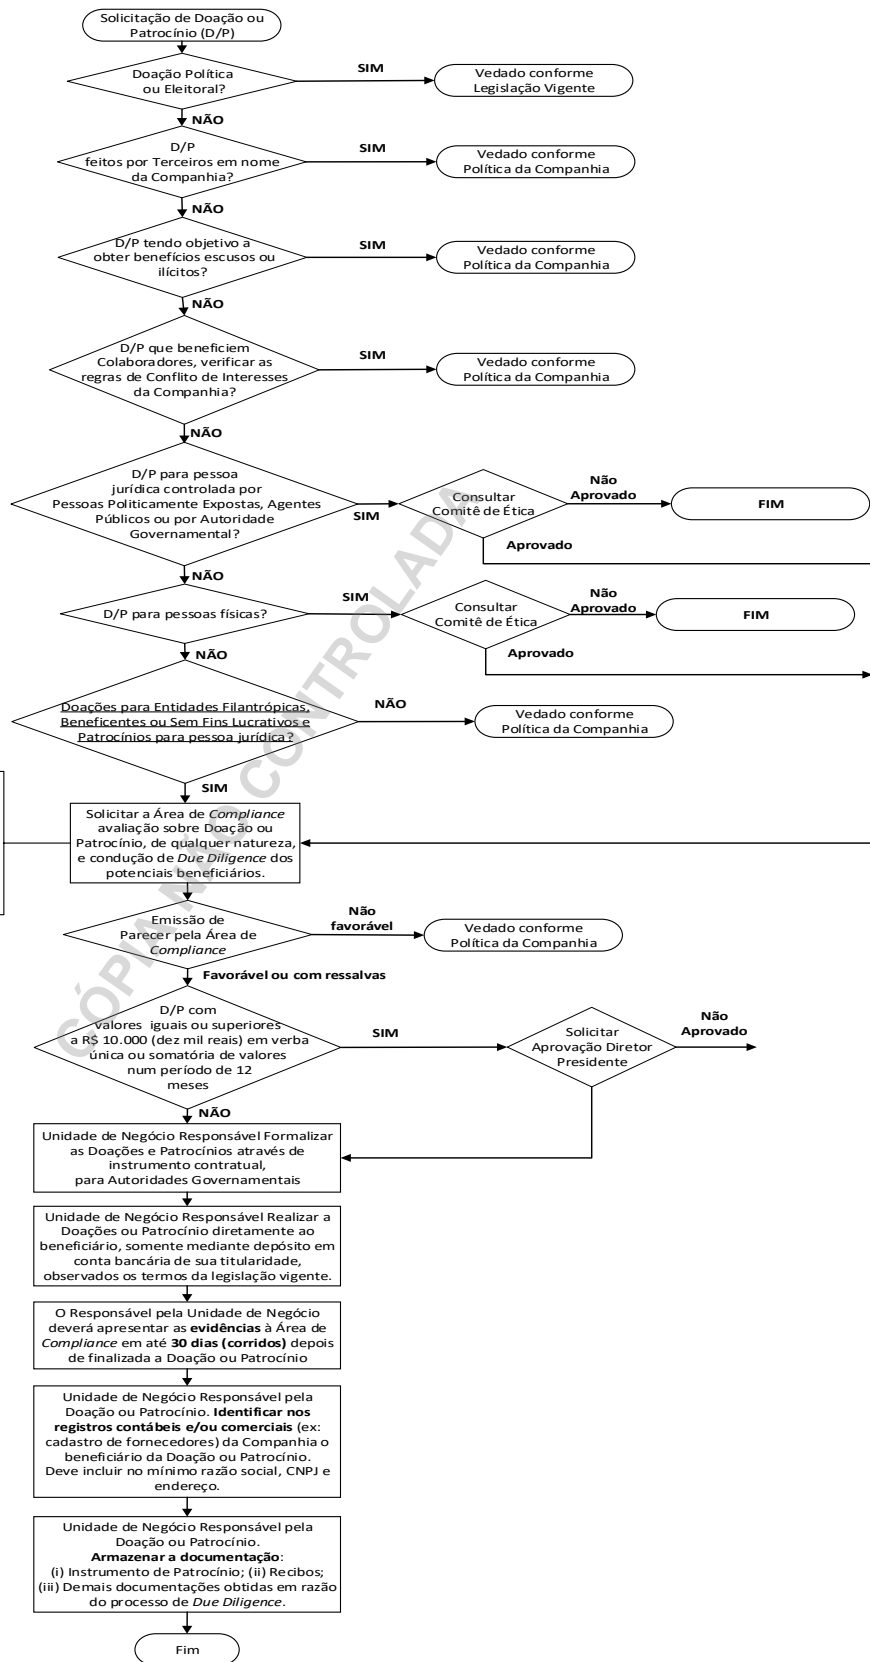 Solicitação de Doação ou
Patrocínio (D/P)
Doação Política
ou Eleitoral?
SIM
Vedado conforme
Legislação Vigente
NÃO
D/P
feitos por Terceiros em nome
da Companhia?
SIM
Vedado conforme
Política da Companhia
NÃO
D/P tendo objetivo a
obter benefícios escusos ou
ilícitos?
SIM
Vedado conforme
Política da Companhia
NÃO
D/P que beneficiem
Colaboradores, verificar as
regras de Conflito de Interesses
da Companhia?
SIM
Vedado conforme
Política da Companhia
NÃO
D/P para pessoa
jurídica controlada por
Pessoas Politicamente Expostas, Agentes
Públicos ou por Autoridade
Governamental?
SIM
Consultar
Comitê de Ética
Não
Aprovado
FIM
Aprovado
NÃO
D/P para pessoas físicas?
SIM
Consultar
Comitê de Ética
Não
Aprovado
FIM
Aprovado
NÃO
Doações para Entidades Filantrópicas,
Beneficentes ou Sem Fins Lucrativos e
Patrocínios para pessoa jurídica?
NÃO
Vedado conforme
Política da Companhia
SIM
Solicitar a Área de Compliance
avaliação sobre Doação ou
Patrocínio, de qualquer natureza,
e condução de Due Diligence dos
potenciais beneficiários.
Emissão de
Parecer pela Área de
Compliance
Não
favorável
Vedado conforme
Política da Companhia
Favorável ou com ressalvas
D/P com
valores iguais ou superiores
a R$ 10.000 (dez mil reais) em verba
única ou somatória de valores
num período de 12
meses
SIM
Solicitar
Aprovação Diretor
Presidente
Não
Aprovado
NÃO
Unidade de Negócio Responsável Formalizar
as Doações e Patrocínios através de
instrumento contratual,
para Autoridades Governamentais
Unidade de Negócio Responsável Realizar a
Doações ou Patrocínio diretamente ao
beneficiário, somente mediante depósito em
conta bancária de sua titularidade,
observados os termos da legislação vigente.
O Responsável pela Unidade de Negócio
deverá apresentar as evidências à Área de
Compliance em até 30 dias (corridos) depois
de finalizada a Doação ou Patrocínio
Unidade de Negócio Responsável pela
Doação ou Patrocínio. Identificar nos
registros contábeis e/ou comerciais (ex:
cadastro de fornecedores) da Companhia o
beneficiário da Doação ou Patrocínio.
Deve incluir no mínimo razão social, CNPJ e
endereço.
Unidade de Negócio Responsável pela
Doação ou Patrocínio.
Armazenar a documentação:
(i) Instrumento de Patrocínio; (ii) Recibos;
(iii) Demais documentações obtidas em razão
do processo de Due Diligence.
Fim
CÓPIA NÃO CONTROLADA